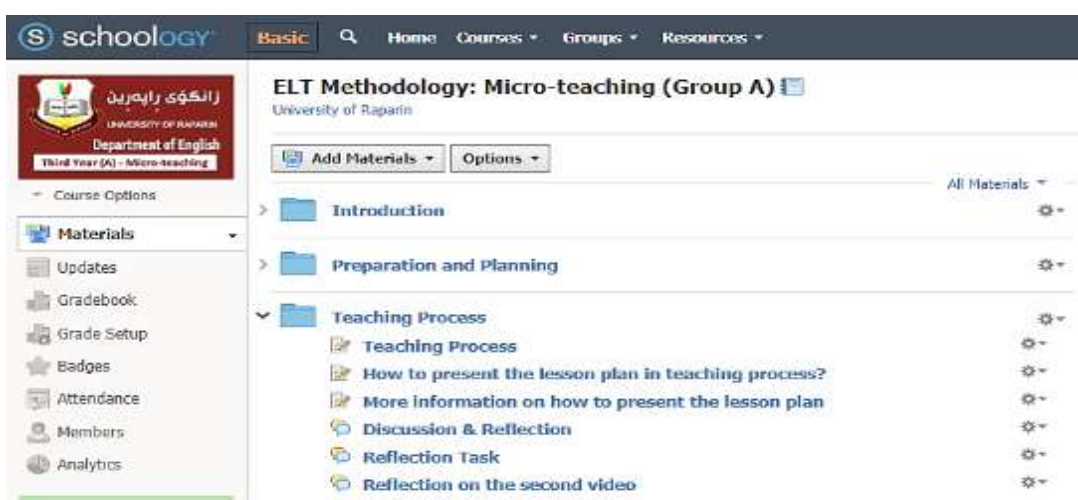 S schoology Basic Home Courses Groups Resources
زانكۆی ڕاپەڕین
UNIVERSITY OF RAPARIN
Department of English
Third Year (A) - Micro-teaching
Course Options
Materials
Updates
Gradebook
Grade Setup
Badges
Attendance
Members
Analytics
ELT Methodology: Micro-teaching (Group A)
University of Raparin
Add Materials Options
All Materials
Introduction
Preparation and Planning
Teaching Process
Teaching Process
How to present the lesson plan in teaching process?
More information on how to present the lesson plan
Discussion & Reflection
Reflection Task
Reflection on the second video